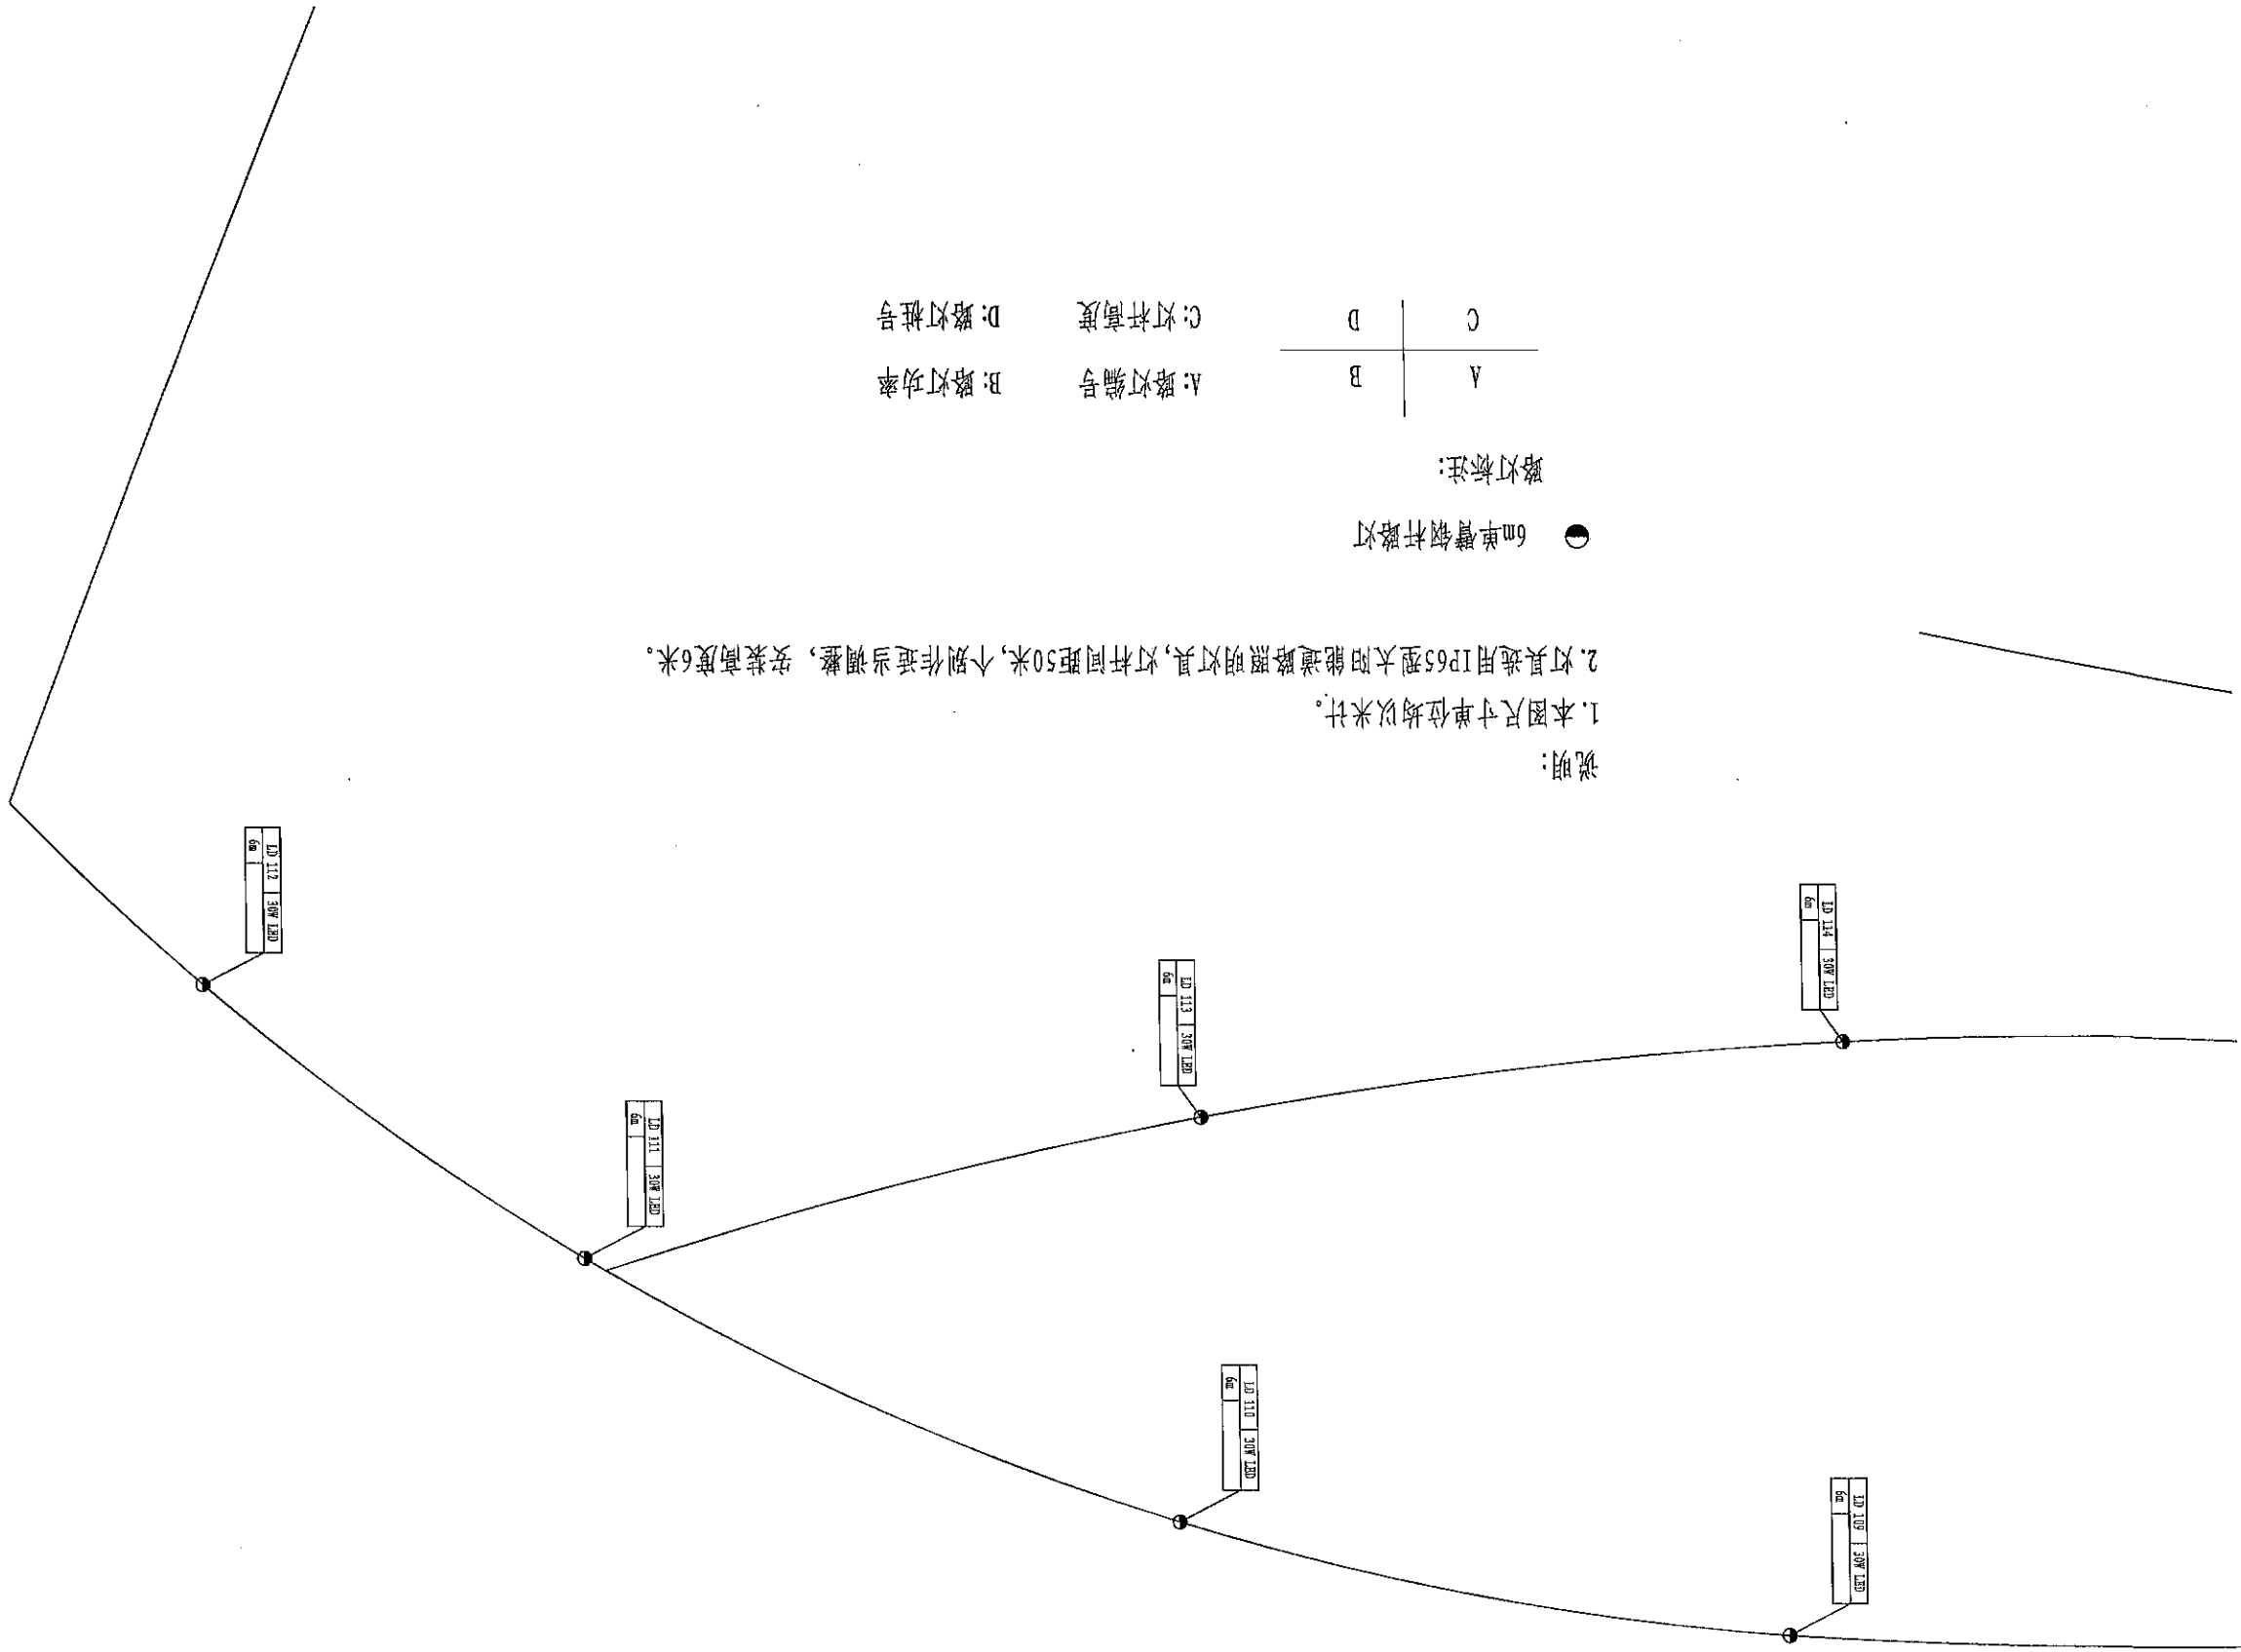 说明:
1.本图尺寸单位均以米计。
2.灯具选用IP65型太阳能道路照明灯具,灯杆间距50米,个别作适当调整, 安装高度6米。
6m单臂钢杆路灯
路灯标注:
A B
C D
A:路灯编号 B:路灯功率
C:灯杆高度 D:路灯桩号
LD 112 30W LED
6m
LD 111 30W LED
6m
LD 113 30W LED
6m
LD 114 30W LED
6m
LD 110 30W LED
6m
LD 109 30W LED
6m